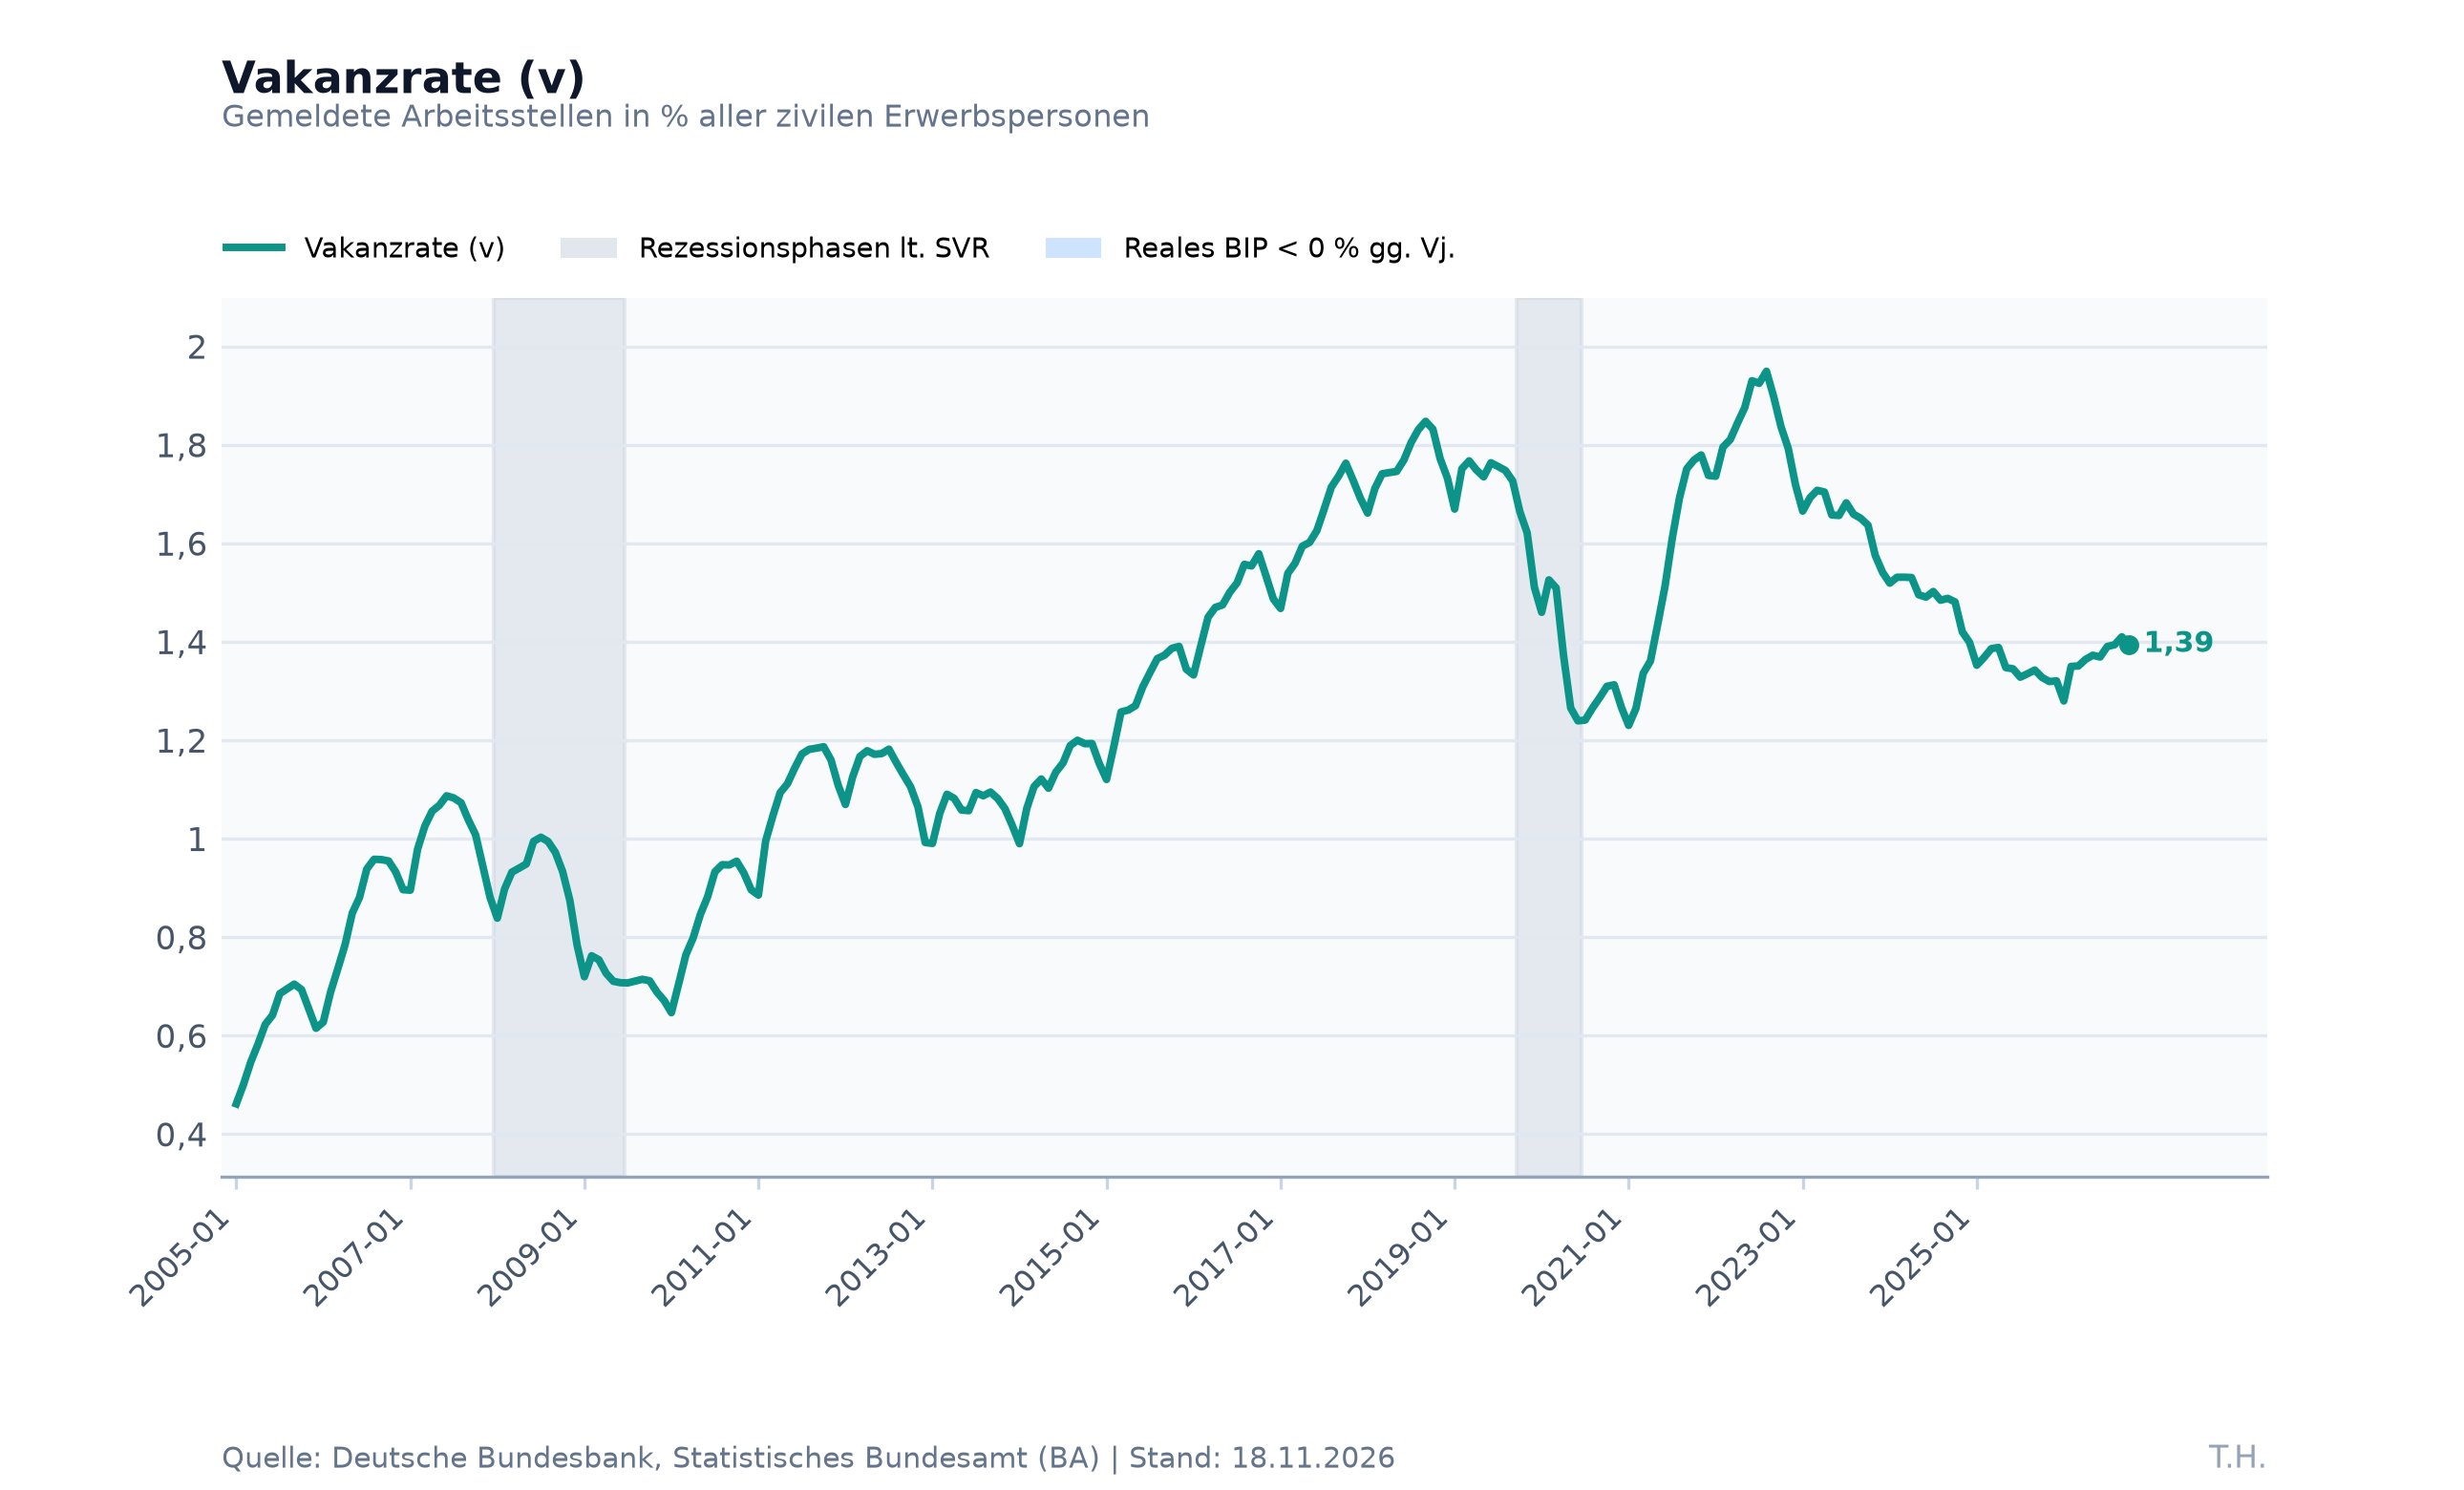 Vakanzrate (v)
Gemeldete Arbeitsstellen in % aller zivilen Erwerbspersonen
Vakanzrate (v) Rezessionsphasen lt. SVR Reales BIP < 0 % gg. Vj.
2
1,8
1,6
1,4
1,2
1
0,8
0,6
0,4
1,39
2005-01 2007-01 2009-01 2011-01 2013-01 2015-01 2017-01 2019-01 2021-01 2023-01 2025-01
Quelle: Deutsche Bundesbank, Statistisches Bundesamt (BA) | Stand: 18.11.2026
T.H.